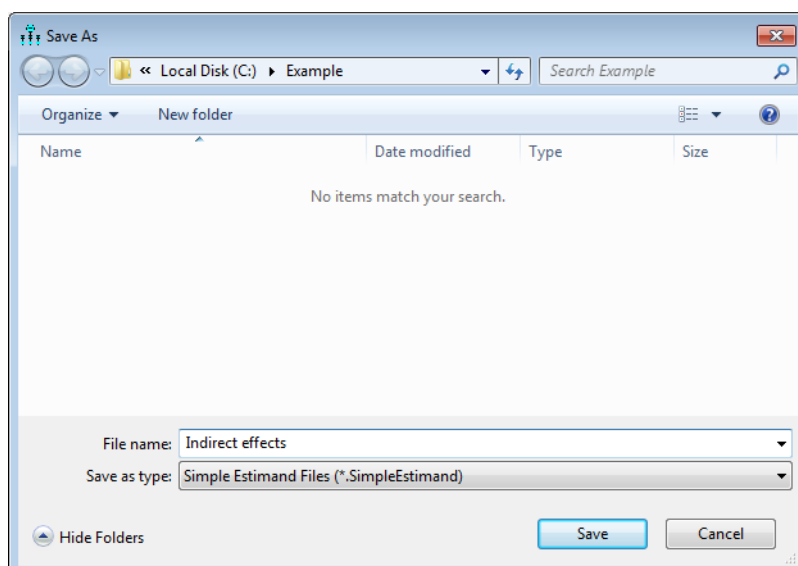 Save As
« Local Disk (C:) Example Search Example
Organize New folder
Name Date modified Type Size
No items match your search.
File name: Indirect effects
Save as type: Simple Estimand Files (*.SimpleEstimand)
Hide Folders Save Cancel